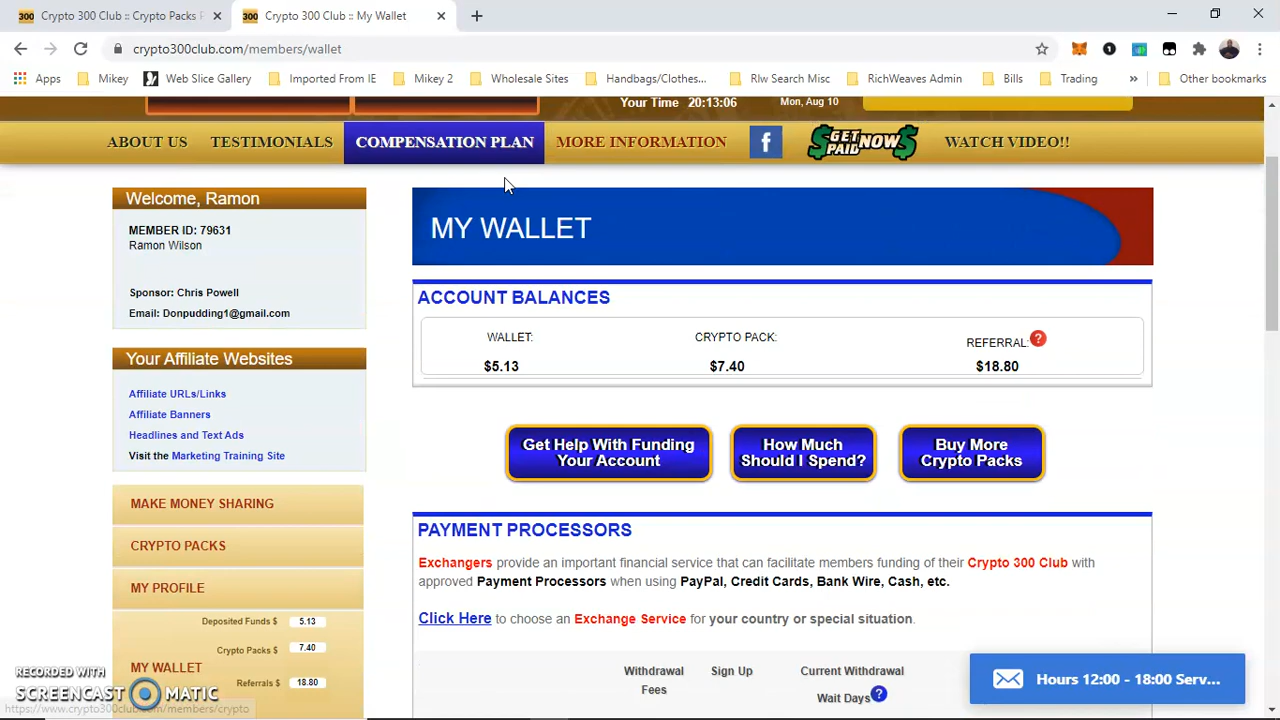 Crypto 300 Club :: Crypto Packs P
Crypto 300 Club :: My Wallet
crypto300club.com/members/wallet
Apps
Mikey
Web Slice Gallery
Imported From IE
Mikey 2
Wholesale Sites
Handbags/Clothes...
Rlw Search Misc
RichWeaves Admin
Bills
Trading
»
Other bookmarks
Your Time 20:13:06
Mon, Aug 10
ABOUT US
TESTIMONIALS
COMPENSATION PLAN
MORE INFORMATION
f
GET PAID NOW
WATCH VIDEO!!
Welcome, Ramon
MEMBER ID: 79631
Ramon Wilson
Sponsor: Chris Powell
Email: Donpudding1@gmail.com
Your Affiliate Websites
Affiliate URLs/Links
Affiliate Banners
Headlines and Text Ads
Visit the Marketing Training Site
MAKE MONEY SHARING
CRYPTO PACKS
MY PROFILE
Deposited Funds $ 5.13
Crypto Packs $ 7.40
MY WALLET
Referrals $ 18.80
MY WALLET
ACCOUNT BALANCES
WALLET: CRYPTO PACK: REFERRAL: ?
$5.13 $7.40 $18.80
Get Help With Funding
Your Account
How Much
Should I Spend?
Buy More
Crypto Packs
PAYMENT PROCESSORS
Exchangers provide an important financial service that can facilitate members funding of their Crypto 300 Club with
approved Payment Processors when using PayPal, Credit Cards, Bank Wire, Cash, etc.
Click Here to choose an Exchange Service for your country or special situation.
Withdrawal
Fees
Sign Up
Current Withdrawal
Wait Days ?
Hours 12:00 - 18:00 Serv...
RECORDED WITH
SCREENCAST MATIC
https://www.crypto300club.com/members/crypto